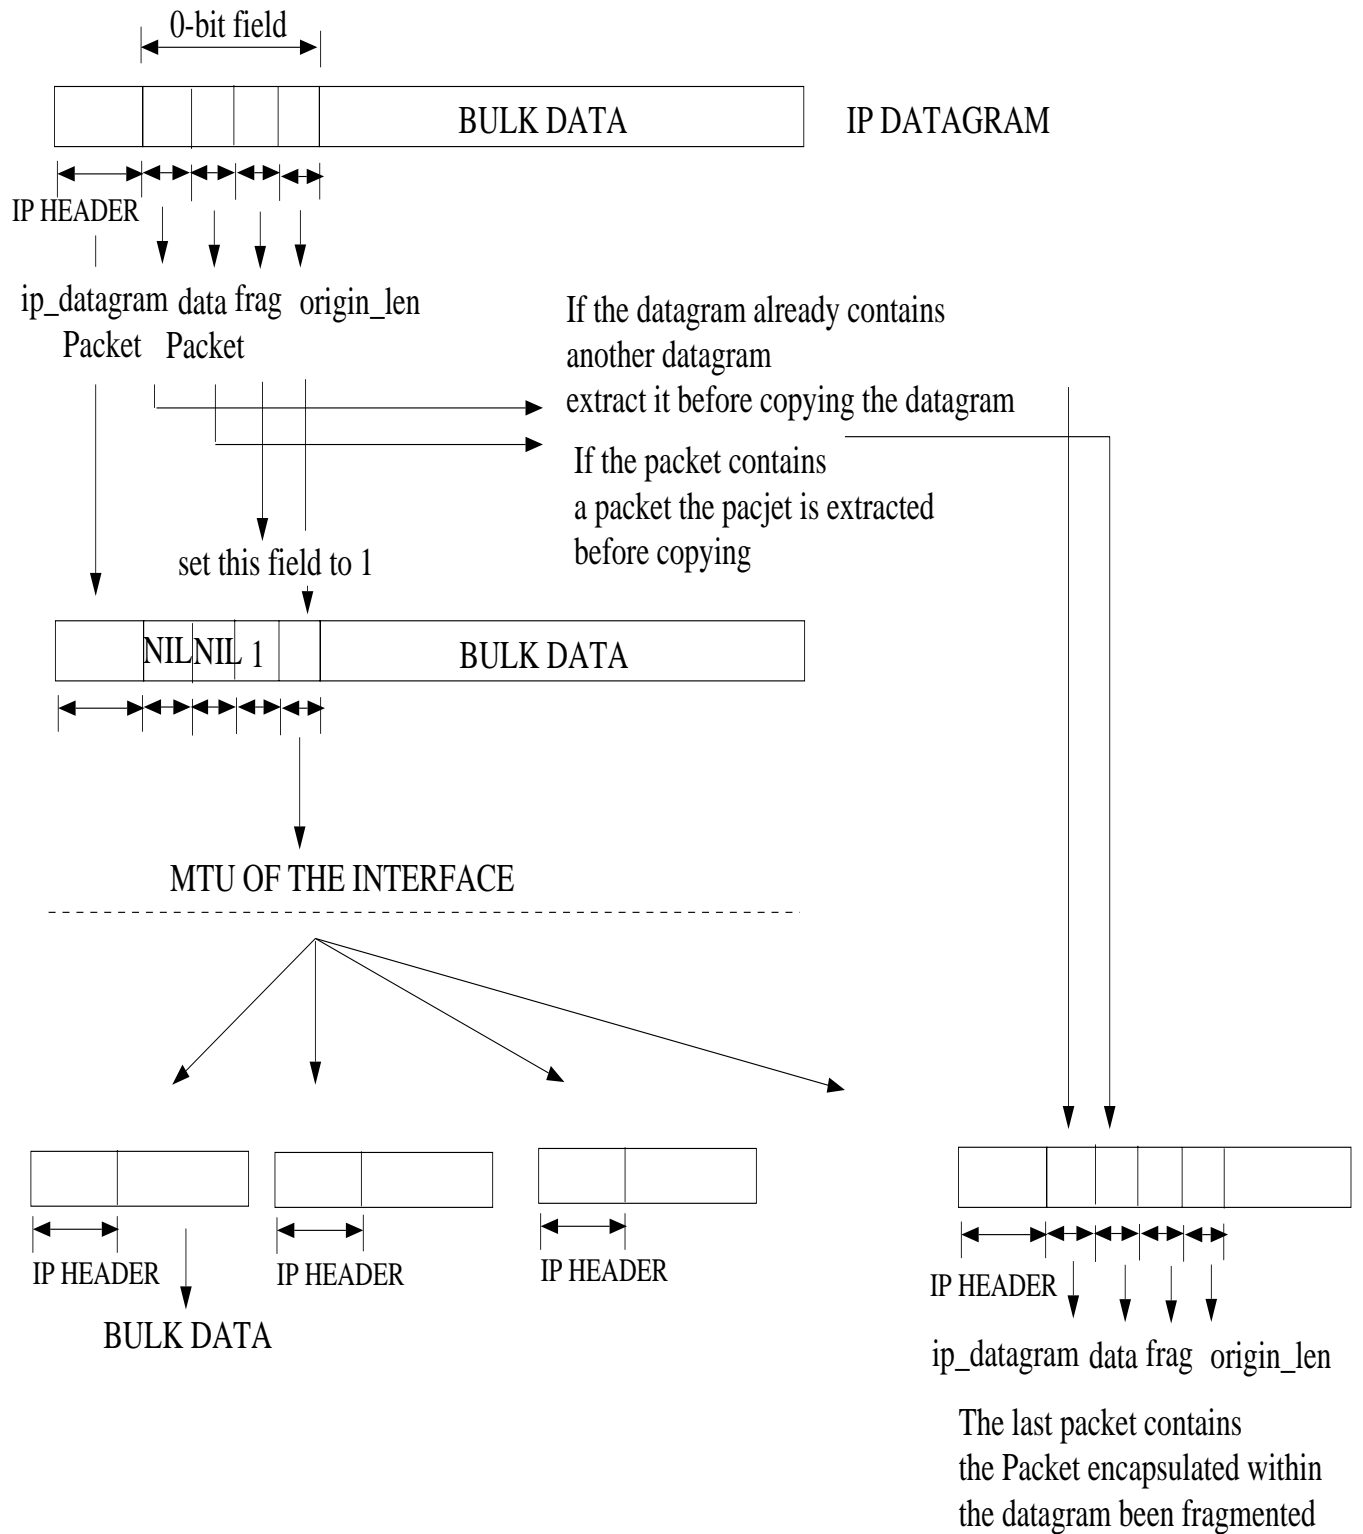 0-bit field
BULK DATA
IP DATAGRAM
IP HEADER
ip_datagram data frag origin_len
Packet Packet
If the datagram already contains
another datagram
extract it before copying the datagram
If the packet contains
a packet the pacjet is extracted
before copying
set this field to 1
NIL NIL 1
BULK DATA
MTU OF THE INTERFACE
IP HEADER
IP HEADER
IP HEADER
IP HEADER
BULK DATA
ip_datagram data frag origin_len
The last packet contains
the Packet encapsulated within
the datagram been fragmented